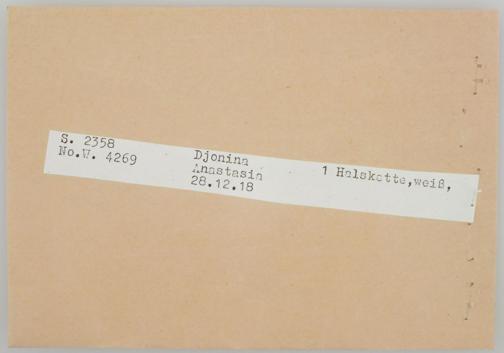 S. 2358
No.W. 4269
Djonina
Anastasia
28.12.18
1 Halskette,weiß,